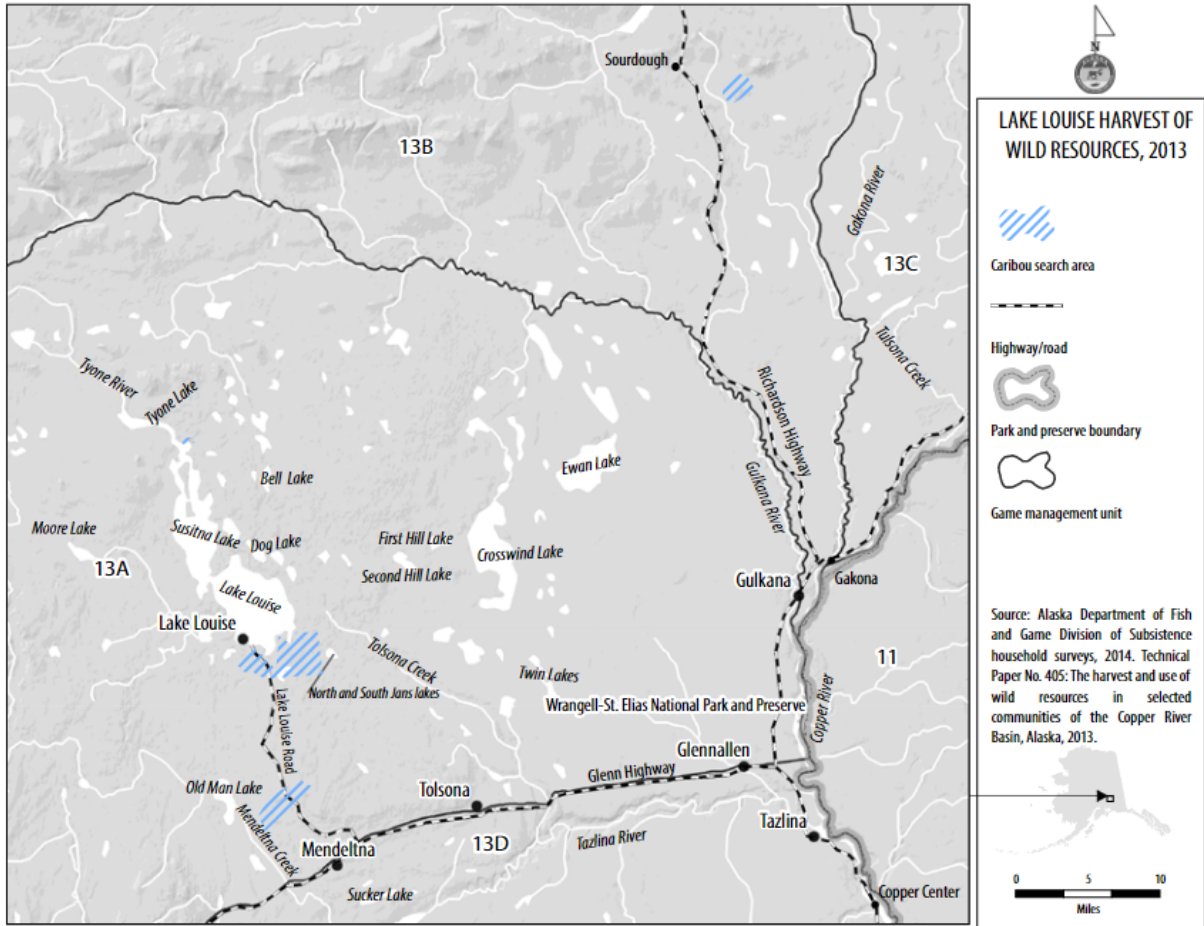 Sourdough
13B
Gakona River
13C
Tulsona Creek
Tyone River
Tyone Lake
Richardson Highway
Ewan Lake
Bell Lake
Gulkana River
Moore Lake
Susitna Lake
Dog Lake
First Hill Lake
Crosswind Lake
13A
Second Hill Lake
Gulkana
Gakona
Lake Louise
Lake Louise
Tolsona Creek
11
North and South Jans lakes
Twin Lakes
Lake Louise Road
Wrangell-St. Elias National Park and Preserve
Copper River
Glennallen
Glenn Highway
Old Man Lake
Tolsona
Mendeltna Creek
Tazlina
Tazlina River
13D
Mendeltna
Sucker Lake
Copper Center
N
LAKE LOUISE HARVEST OF
WILD RESOURCES, 2013
Caribou search area
Highway/road
Park and preserve boundary
Game management unit
Source: Alaska Department of Fish
and Game Division of Subsistence
household surveys, 2014. Technical
Paper No. 405: The harvest and use of
wild resources in selected
communities of the Copper River
Basin, Alaska, 2013.
0 5 10
Miles